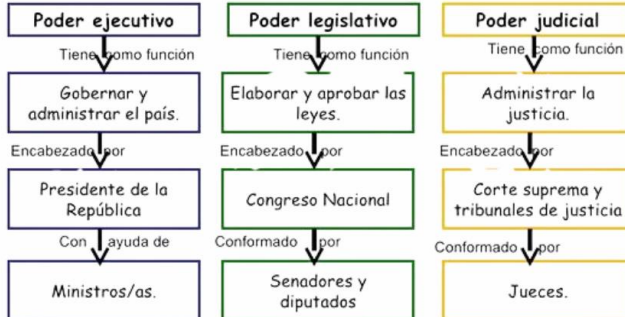 Poder ejecutivo
Tiene como función
Gobernar y
administrar el país.
Encabezado por
Presidente de la
República
Con ayuda de
Ministros/as.
Poder legislativo
Tiene como función
Elaborar y aprobar las
leyes.
Encabezado por
Congreso Nacional
Conformado por
Senadores y
diputados
Poder judicial
Tiene como función
Administrar la
justicia.
Encabezado por
Corte suprema y
tribunales de justicia
Conformado por
Jueces.